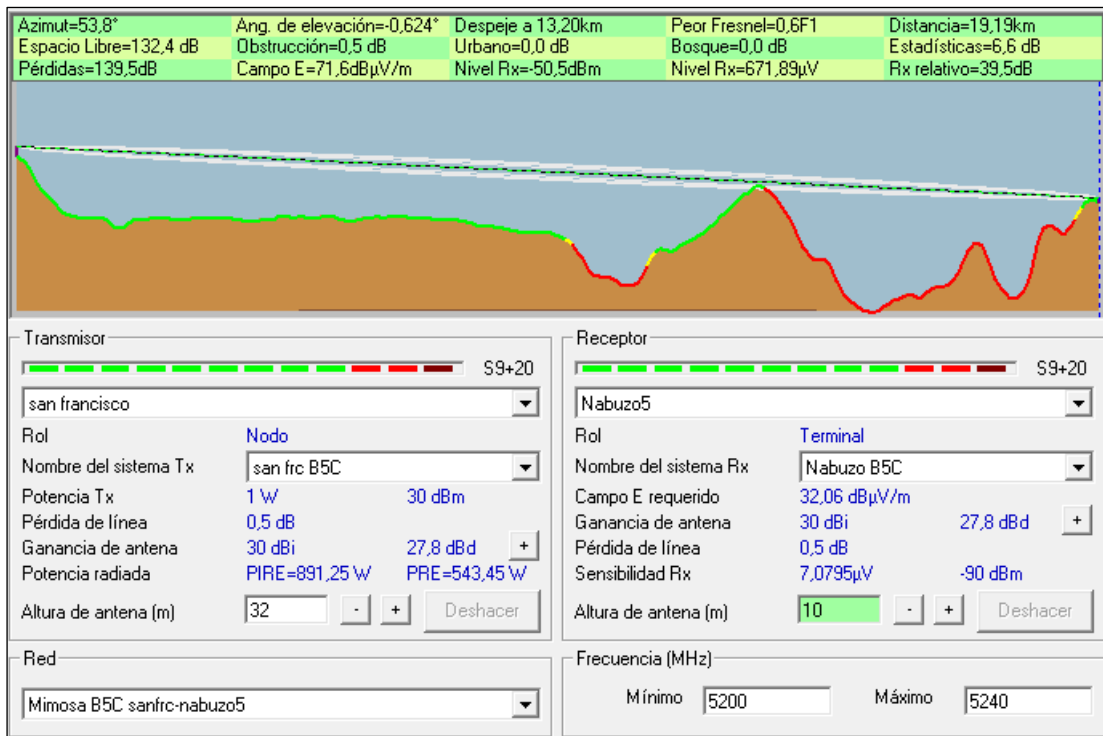 Azimut=53,8° Ang. de elevación=-0,624° Despeje a 13,20km Peor Fresnel=0,6F1 Distancia=19,19km
Espacio Libre=132,4 dB Obstrucción=0,5 dB Urbano=0,0 dB Bosque=0,0 dB Estadísticas=6,6 dB
Pérdidas=139,5dB Campo E=71,6dBµV/m Nivel Rx=-50,5dBm Nivel Rx=671,89µV Rx relativo=39,5dB
Transmisor
S9+20
san francisco
Rol Nodo
Nombre del sistema Tx san frc B5C
Potencia Tx 1 W 30 dBm
Pérdida de línea 0,5 dB
Ganancia de antena 30 dBi 27,8 dBd +
Potencia radiada PIRE=891,25 W PRE=543,45 W
Altura de antena (m) 32 - + Deshacer
Receptor
S9+20
Nabuzo5
Rol Terminal
Nombre del sistema Rx Nabuzo B5C
Campo E requerido 32,06 dBµV/m
Ganancia de antena 30 dBi 27,8 dBd +
Pérdida de línea 0,5 dB
Sensibilidad Rx 7,0795µV -90 dBm
Altura de antena (m) 10 - + Deshacer
Red
Mimosa B5C sanfrc-nabuzo5
Frecuencia (MHz)
Mínimo 5200 Máximo 5240